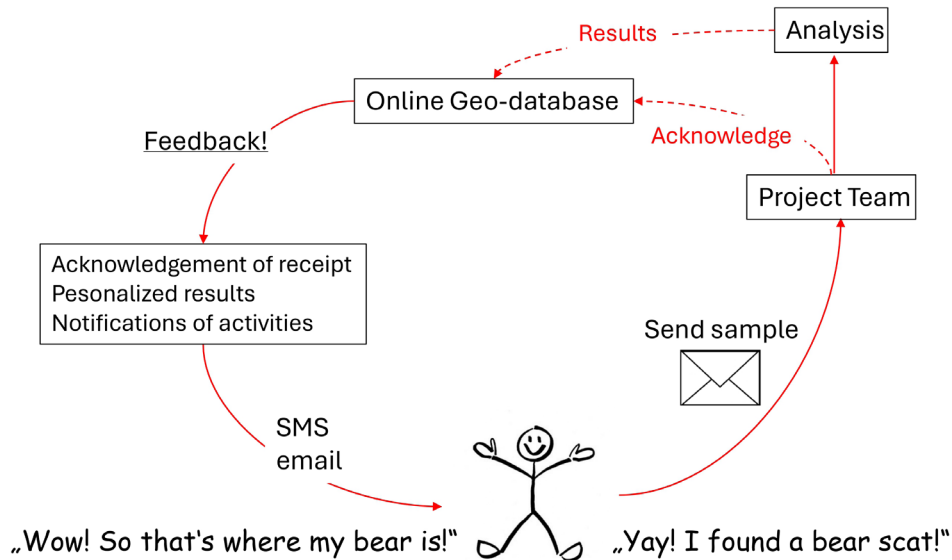 Analysis
Results
Online Geo-database
Acknowledge
Feedback!
Project Team
Acknowledgement of receipt
Pesonalized results
Notifications of activities
Send sample
SMS
email
„Wow! So that‘s where my bear is!“
„Yay! I found a bear scat!“